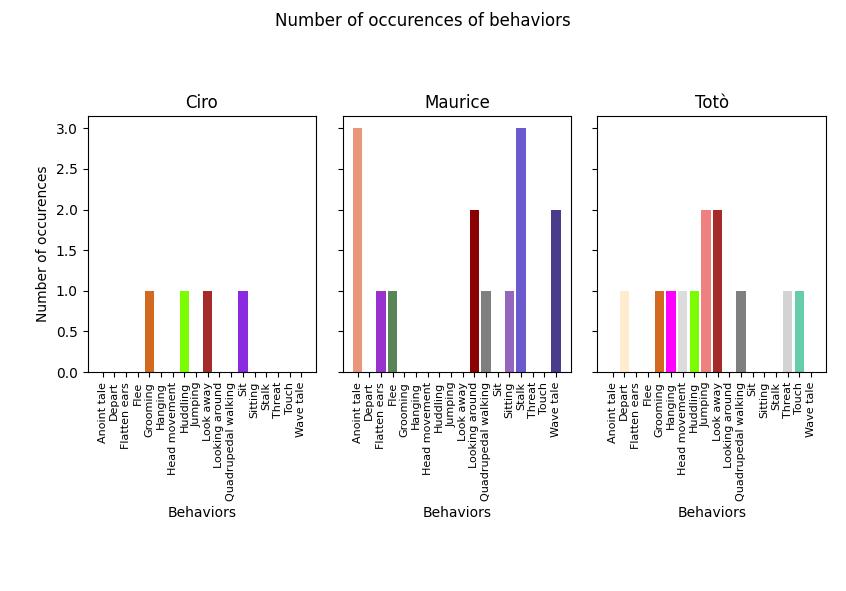 Number of occurences of behaviors
Ciro
Maurice
Totò
Number of occurences
3.0
2.5
2.0
1.5
1.0
0.5
0.0
Anoint tale
Depart
Flatten ears
Flee
Grooming
Hanging
Head movement
Huddling
Jumping
Look away
Looking around
Quadrupedal walking
Sit
Sitting
Stalk
Threat
Touch
Wave tale
Anoint tale
Depart
Flatten ears
Flee
Grooming
Hanging
Head movement
Huddling
Jumping
Look away
Looking around
Quadrupedal walking
Sit
Sitting
Stalk
Threat
Touch
Wave tale
Anoint tale
Depart
Flatten ears
Flee
Grooming
Hanging
Head movement
Huddling
Jumping
Look away
Looking around
Quadrupedal walking
Sit
Sitting
Stalk
Threat
Touch
Wave tale
Behaviors
Behaviors
Behaviors